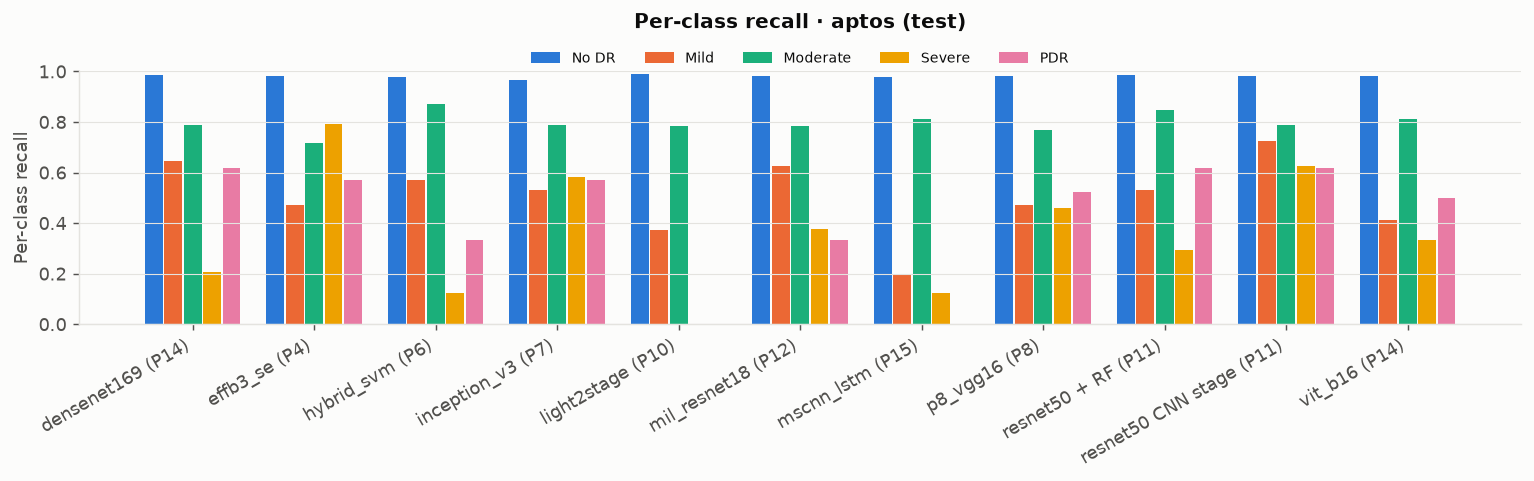 Per-class recall · aptos (test)
No DR Mild Moderate Severe PDR
Per-class recall
1.0
0.8
0.6
0.4
0.2
0.0
densenet169 (P14)
effb3_se (P4)
hybrid_svm (P6)
inception_v3 (P7)
light2stage (P10)
mil_resnet18 (P12)
mscnn_lstm (P15)
p8_vgg16 (P8)
resnet50 + RF (P11)
resnet50 CNN stage (P11)
vit_b16 (P14)